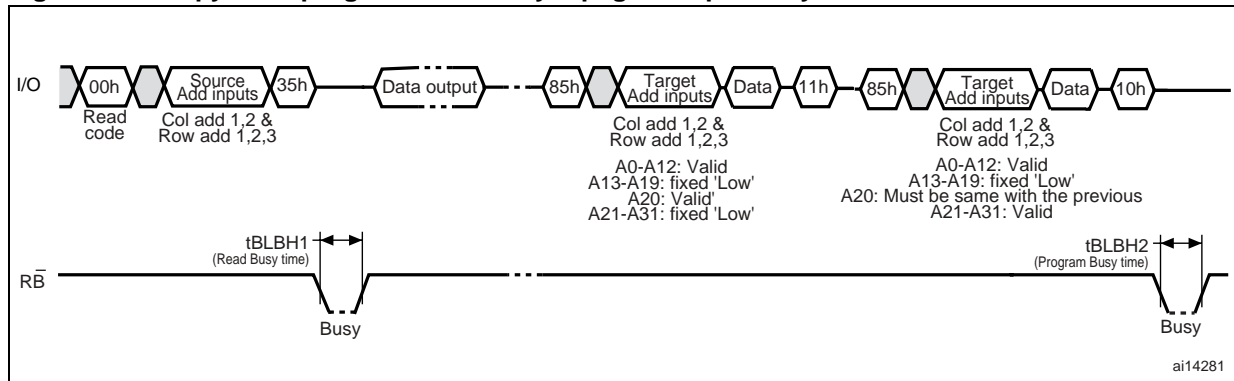 I/O
00h
Source
Add inputs
35h
Data output
85h
Target
Add inputs
Data
11h
85h
Target
Add inputs
Data
10h
Read
code
Col add 1,2 &
Row add 1,2,3
Col add 1,2 &
Row add 1,2,3
A0-A12: Valid
A13-A19: fixed 'Low'
A20: Valid'
A21-A31: fixed 'Low'
Col add 1,2 &
Row add 1,2,3
A0-A12: Valid
A13-A19: fixed 'Low'
A20: Must be same with the previous
A21-A31: Valid
tBLBH1
(Read Busy time)
tBLBH2
(Program Busy time)
RB
Busy
Busy
ai14281